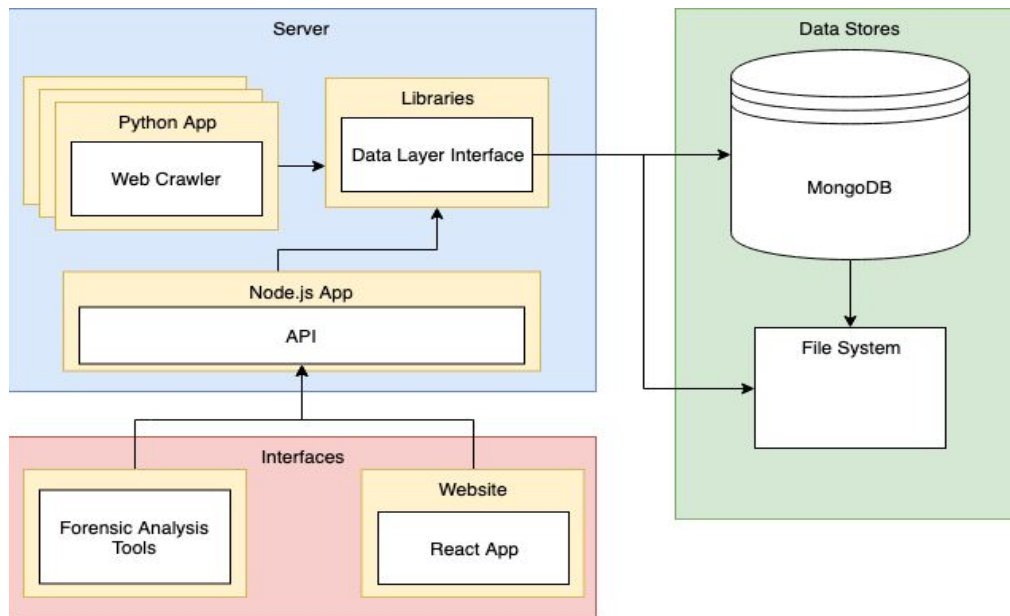 Server
Python App
Web Crawler
Libraries
Data Layer Interface
Node.js App
API
Data Stores
MongoDB
File System
Interfaces
Forensic Analysis
Tools
Website
React App